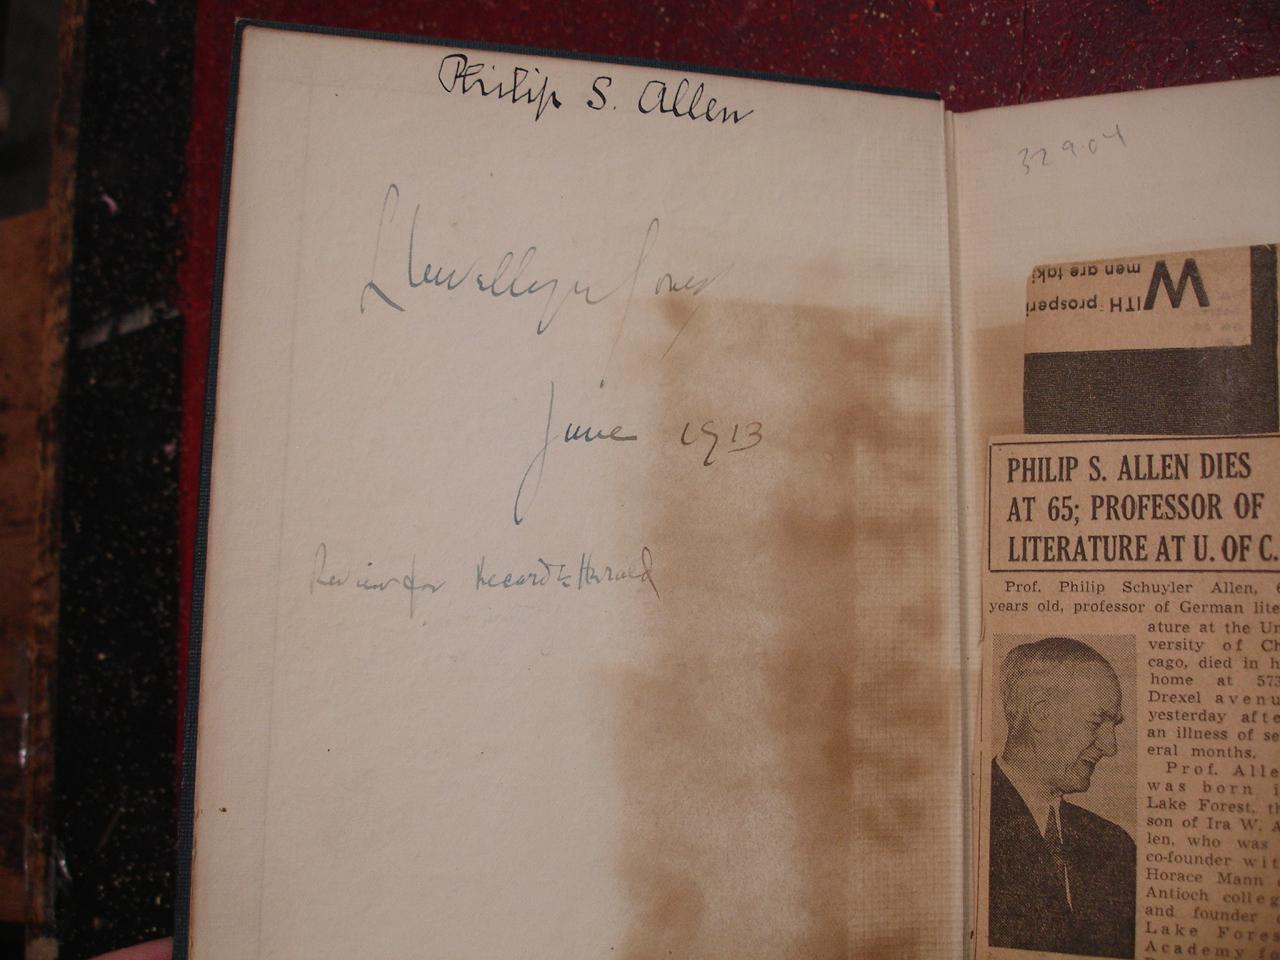 Philip S. Allen
Llewellyn Jones
June 1913
Review for Record Herald
32904
WITH prosperi
men are taki
PHILIP S. ALLEN DIES
AT 65; PROFESSOR OF
LITERATURE AT U. OF C.
Prof. Philip Schuyler Allen, 6
years old, professor of German lite
ature at the Un
versity of Ch
cago, died in h
home at 573
Drexel avenu
yesterday afte
an illness of se
eral months.
Prof. Alle
was born i
Lake Forest, th
son of Ira W. A
len, who was
co-founder wit
Horace Mann
Antioch colleg
and founder
Lake Fores
Academy fo